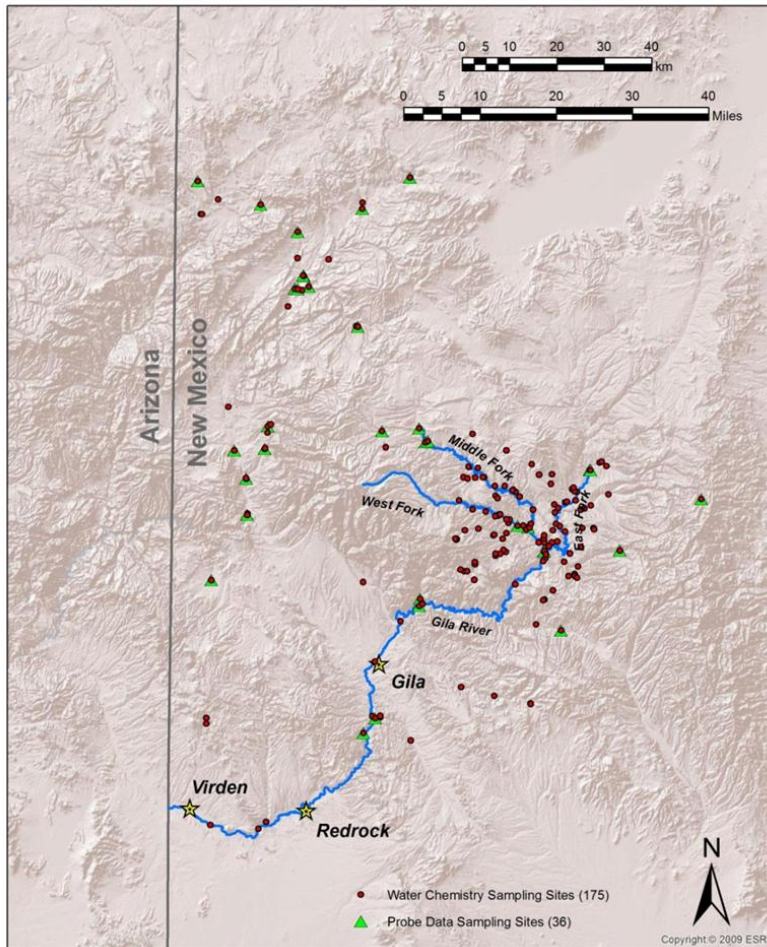 0 5 10 20 30 40
km
0 5 10 20 30 40
Miles
Arizona
New Mexico
Middle Fork
West Fork
East Fork
Gila River
Gila
Virden
Redrock
N
Water Chemistry Sampling Sites (175)
Probe Data Sampling Sites (36)
Copyright © 2009 ESR